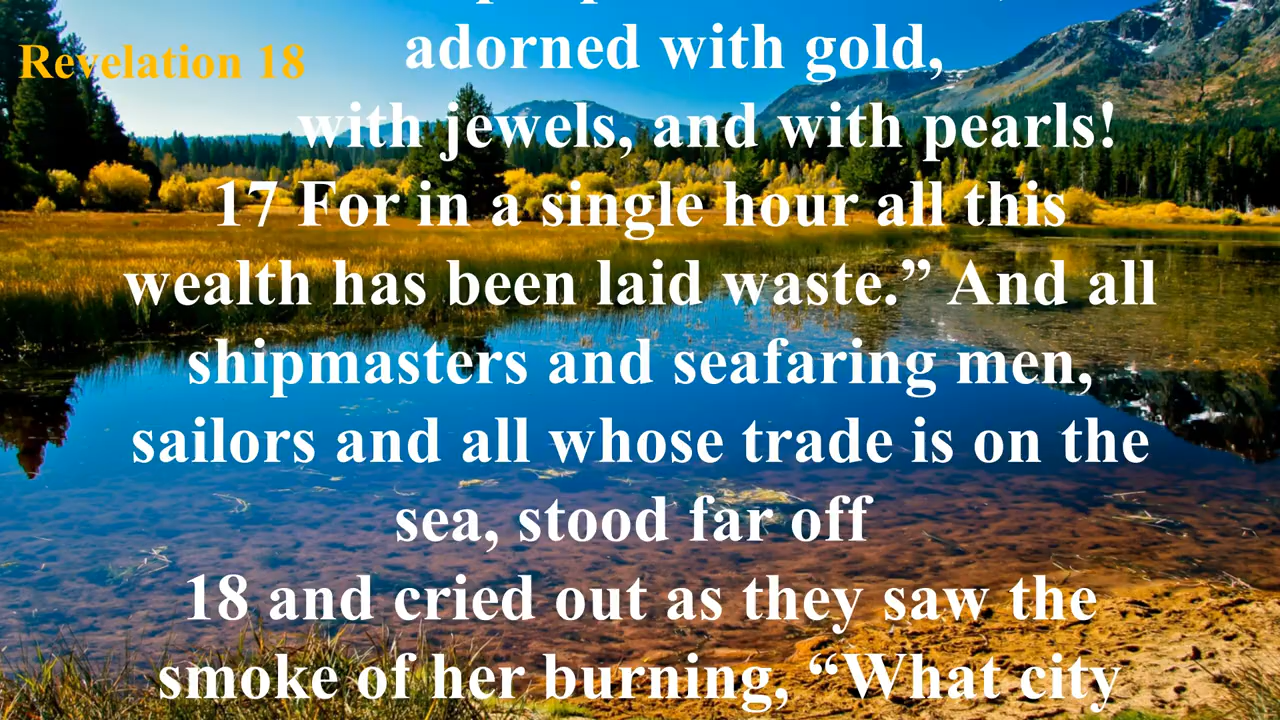 Revelation 18
adorned with gold,
with jewels, and with pearls!
17 For in a single hour all this
wealth has been laid waste.” And all
shipmasters and seafaring men,
sailors and all whose trade is on the
sea, stood far off
18 and cried out as they saw the
smoke of her burning, “What city